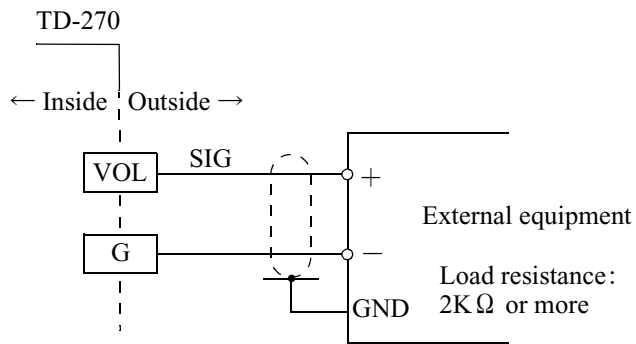 TD-270
← Inside Outside →
VOL
SIG
+
External equipment
G
−
Load resistance:
2KΩ or more
GND